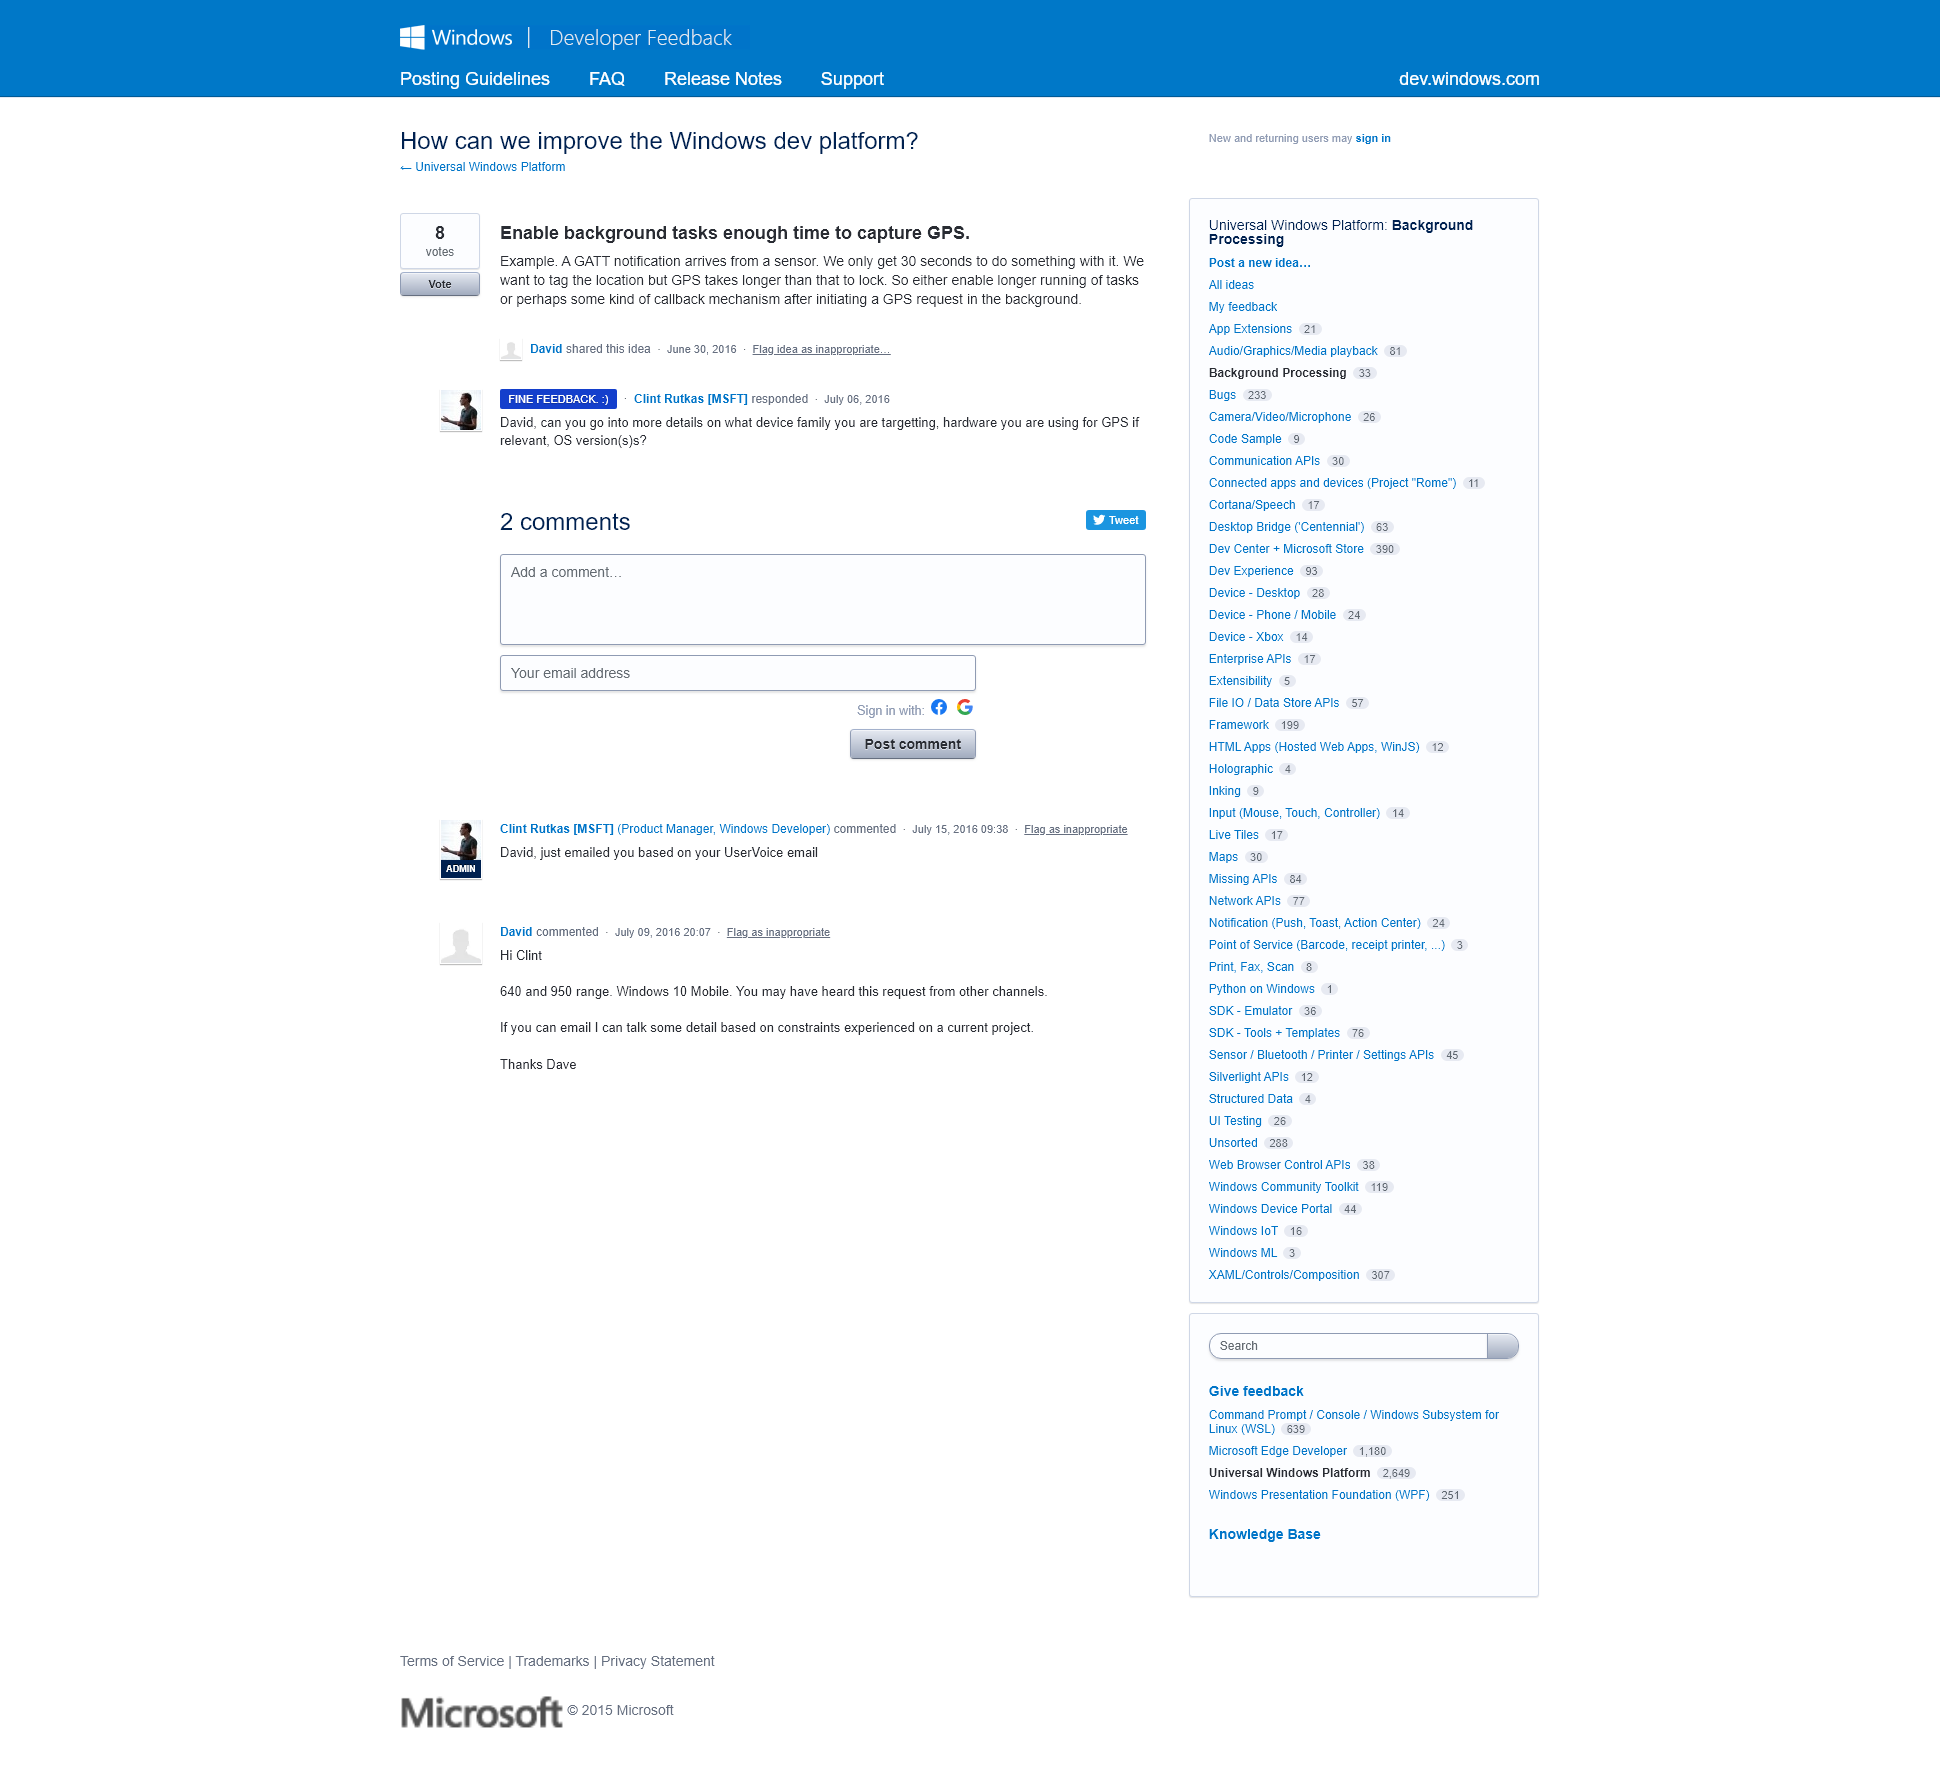 Windows | Developer Feedback
Posting Guidelines FAQ Release Notes Support dev.windows.com
How can we improve the Windows dev platform?
← Universal Windows Platform
New and returning users may sign in
8
votes
Vote
Enable background tasks enough time to capture GPS.
Example. A GATT notification arrives from a sensor. We only get 30 seconds to do something with it. We
want to tag the location but GPS takes longer than that to lock. So either enable longer running of tasks
or perhaps some kind of callback mechanism after initiating a GPS request in the background.
David shared this idea · June 30, 2016 · Flag idea as inappropriate…
FINE FEEDBACK. :) · Clint Rutkas [MSFT] responded · July 06, 2016
David, can you go into more details on what device family you are targetting, hardware you are using for GPS if
relevant, OS version(s)s?
2 comments
Tweet
Add a comment…
Your email address
Sign in with:
Post comment
Clint Rutkas [MSFT] (Product Manager, Windows Developer) commented · July 15, 2016 09:38 · Flag as inappropriate
ADMIN
David, just emailed you based on your UserVoice email
David commented · July 09, 2016 20:07 · Flag as inappropriate
Hi Clint
640 and 950 range. Windows 10 Mobile. You may have heard this request from other channels.
If you can email I can talk some detail based on constraints experienced on a current project.
Thanks Dave
Universal Windows Platform: Background
Processing
Post a new idea…
All ideas
My feedback
App Extensions 21
Audio/Graphics/Media playback 81
Background Processing 33
Bugs 233
Camera/Video/Microphone 26
Code Sample 9
Communication APIs 30
Connected apps and devices (Project "Rome") 11
Cortana/Speech 17
Desktop Bridge ('Centennial') 63
Dev Center + Microsoft Store 390
Dev Experience 93
Device - Desktop 28
Device - Phone / Mobile 24
Device - Xbox 14
Enterprise APIs 17
Extensibility 5
File IO / Data Store APIs 57
Framework 199
HTML Apps (Hosted Web Apps, WinJS) 12
Holographic 4
Inking 9
Input (Mouse, Touch, Controller) 14
Live Tiles 17
Maps 30
Missing APIs 84
Network APIs 77
Notification (Push, Toast, Action Center) 24
Point of Service (Barcode, receipt printer, ...) 3
Print, Fax, Scan 8
Python on Windows 1
SDK - Emulator 36
SDK - Tools + Templates 76
Sensor / Bluetooth / Printer / Settings APIs 45
Silverlight APIs 12
Structured Data 4
UI Testing 26
Unsorted 288
Web Browser Control APIs 38
Windows Community Toolkit 119
Windows Device Portal 44
Windows IoT 16
Windows ML 3
XAML/Controls/Composition 307
Search
Give feedback
Command Prompt / Console / Windows Subsystem for
Linux (WSL) 639
Microsoft Edge Developer 1,180
Universal Windows Platform 2,649
Windows Presentation Foundation (WPF) 251
Knowledge Base
Terms of Service | Trademarks | Privacy Statement
Microsoft © 2015 Microsoft